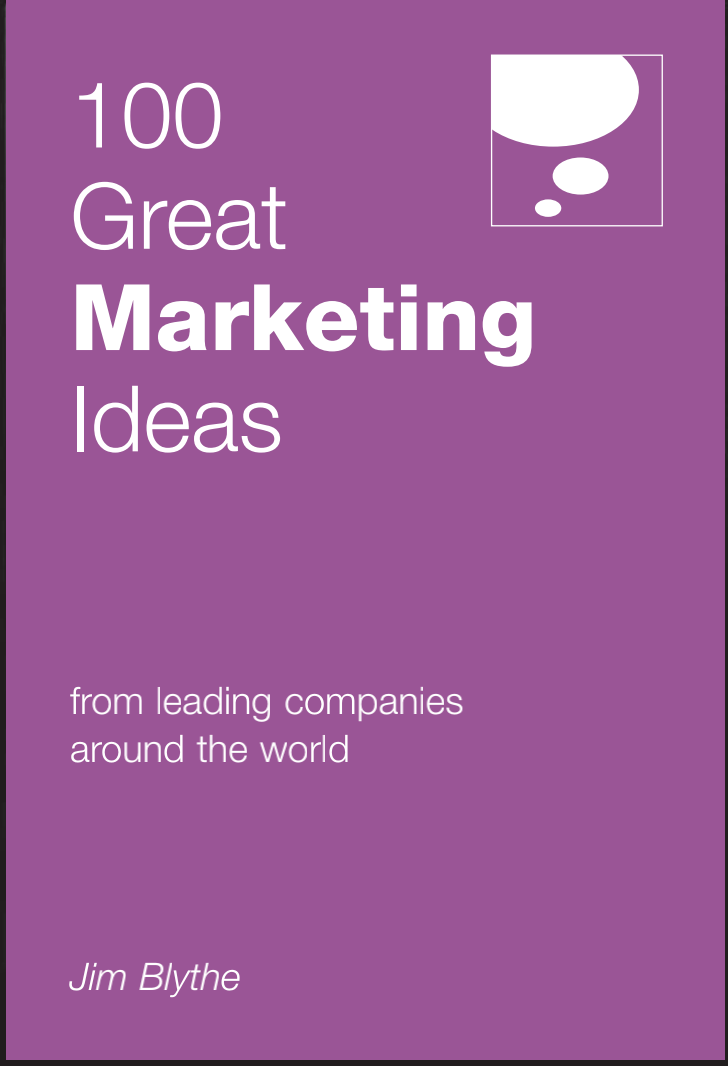 100
Great
Marketing
Ideas
from leading companies
around the world
Jim Blythe